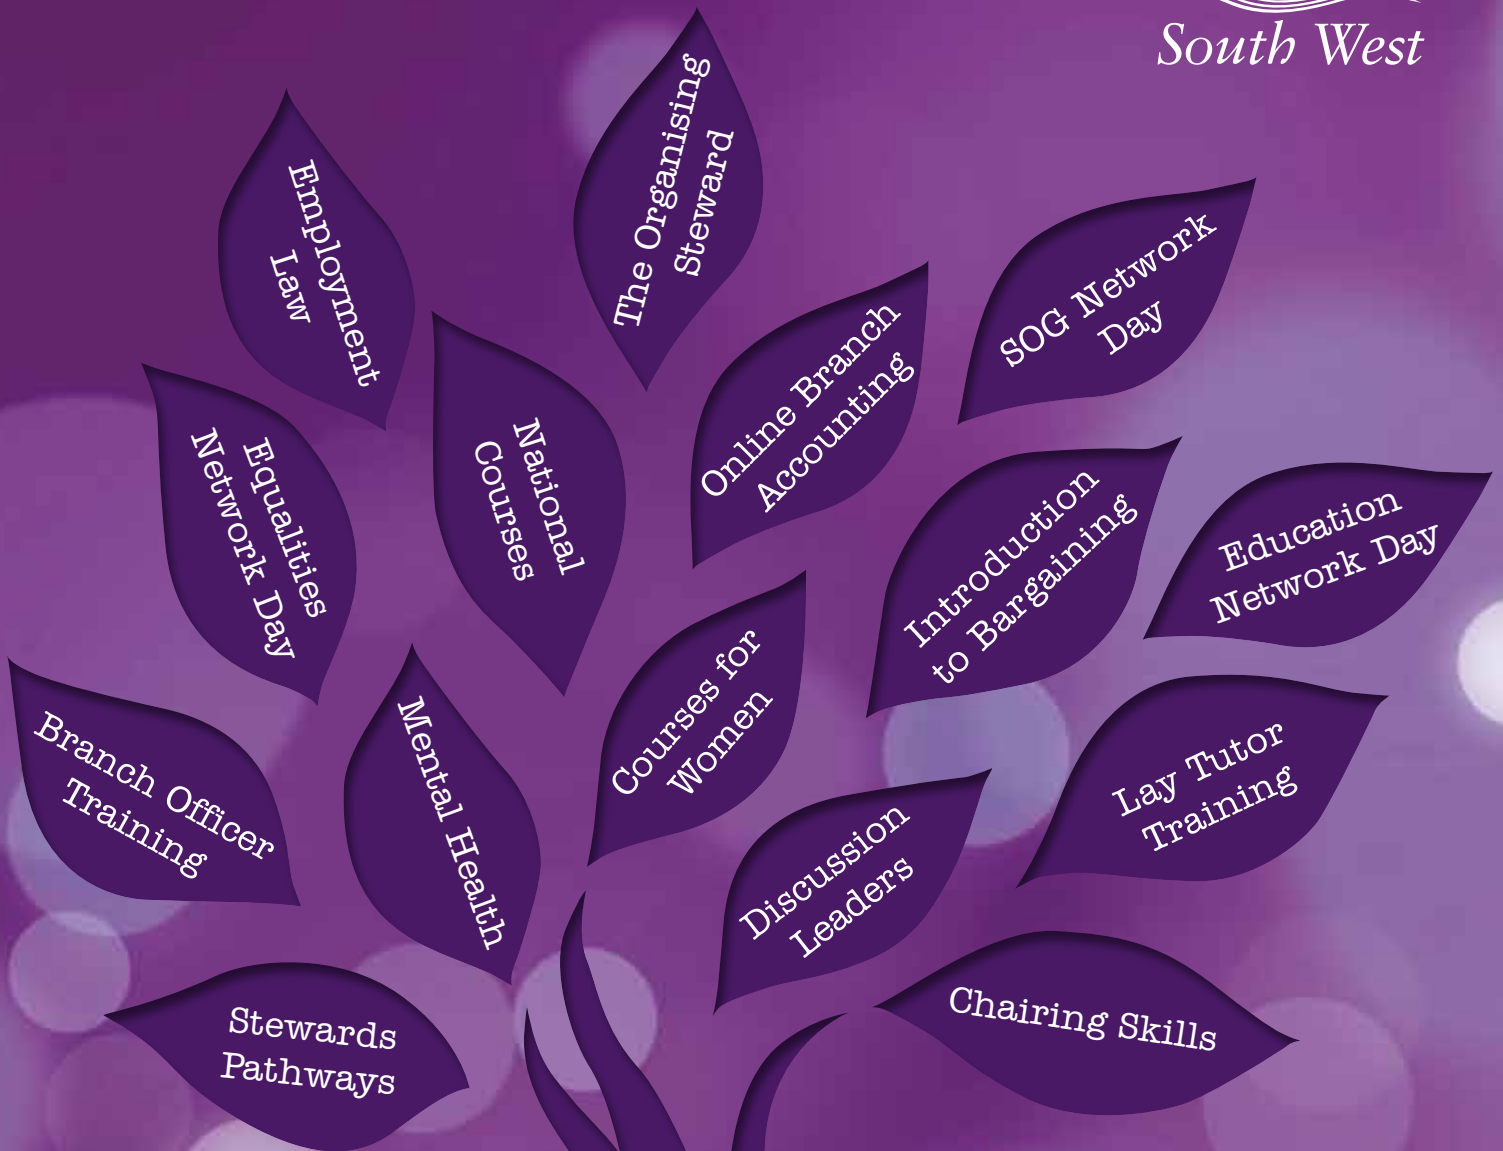 South West
The Organising
Steward
Employment
Law
SOG Network
Day
Online Branch
Accounting
National
Courses
Equalities
Network Day
Introduction
to Bargaining
Education
Network Day
Courses for
Women
Branch Officer
Training
Mental Health
Lay Tutor
Training
Discussion
Leaders
Stewards
Pathways
Chairing Skills